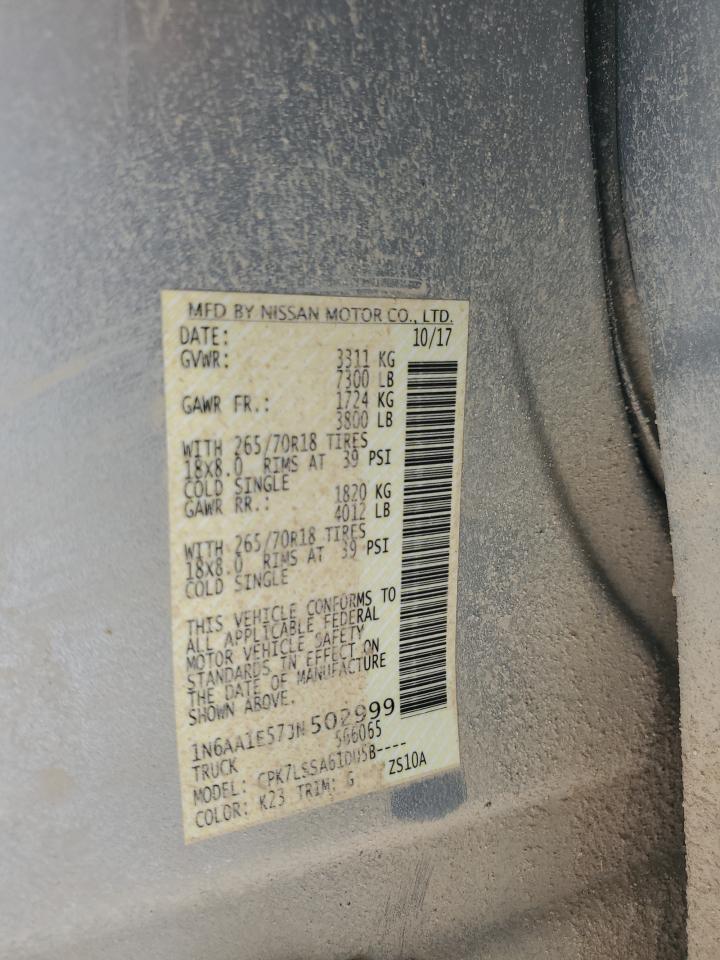 MFD BY NISSAN MOTOR CO., LTD.
DATE: 10/17
GVWR: 3311 KG
7300 LB
GAWR FR.: 1724 KG
3800 LB
WITH 265/70R18 TIRES
18X8.0 RIMS AT 39 PSI
COLD SINGLE
GAWR RR.: 1820 KG
4012 LB
WITH 265/70R18 TIRES
18X8.0 RIMS AT 39 PSI
COLD SINGLE
THIS VEHICLE CONFORMS TO
ALL APPLICABLE FEDERAL
MOTOR VEHICLE SAFETY
STANDARDS IN EFFECT ON
THE DATE OF MANUFACTURE
SHOWN ABOVE.
TRUCK
MODEL: ZS10A
COLOR: K23 TRIM: G